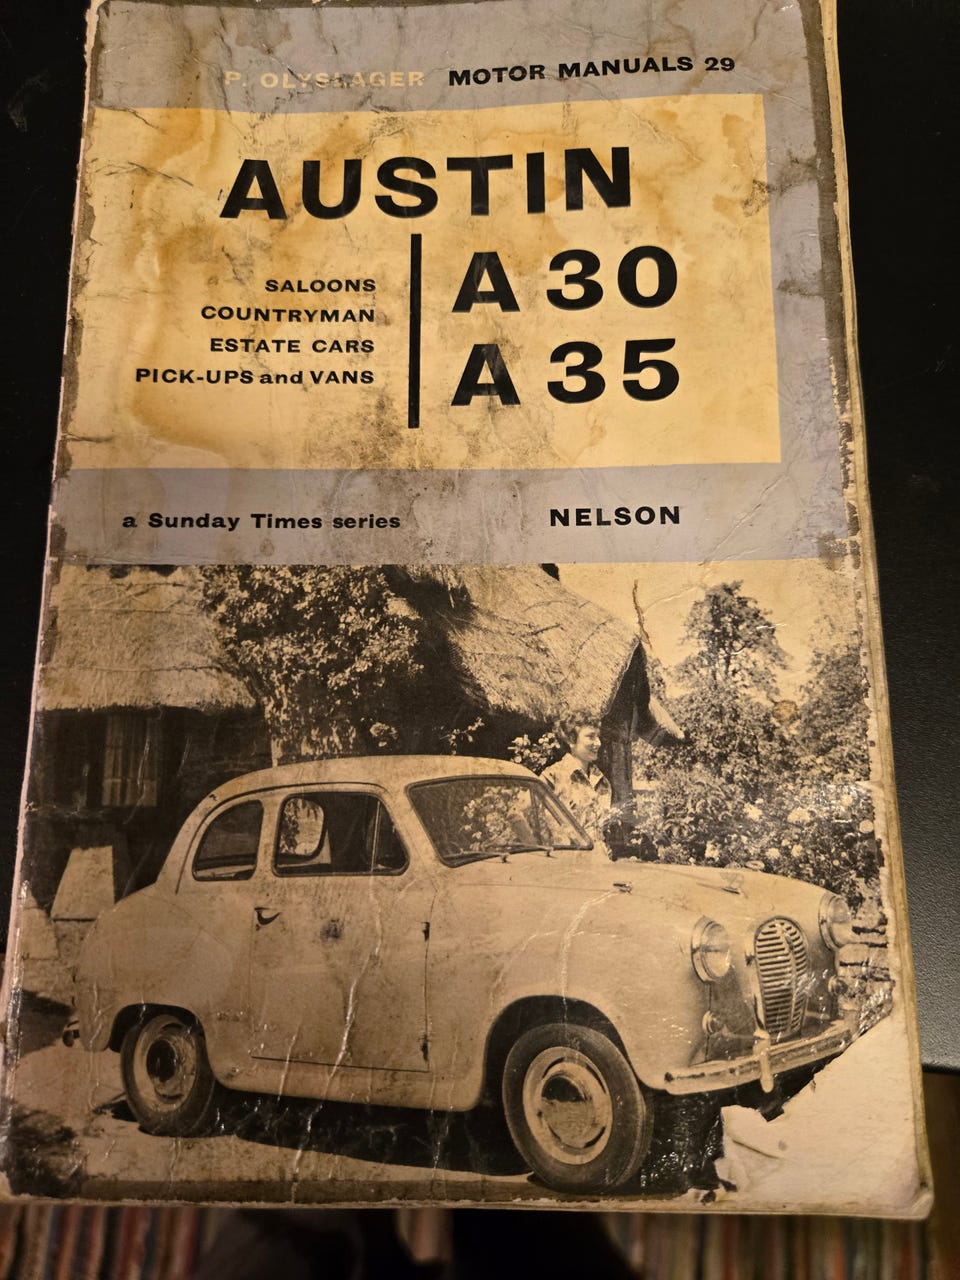 P. OLYSLAGER MOTOR MANUALS 29
AUSTIN
SALOONS
COUNTRYMAN
ESTATE CARS
PICK-UPS and VANS
A 30
A 35
a Sunday Times series
NELSON